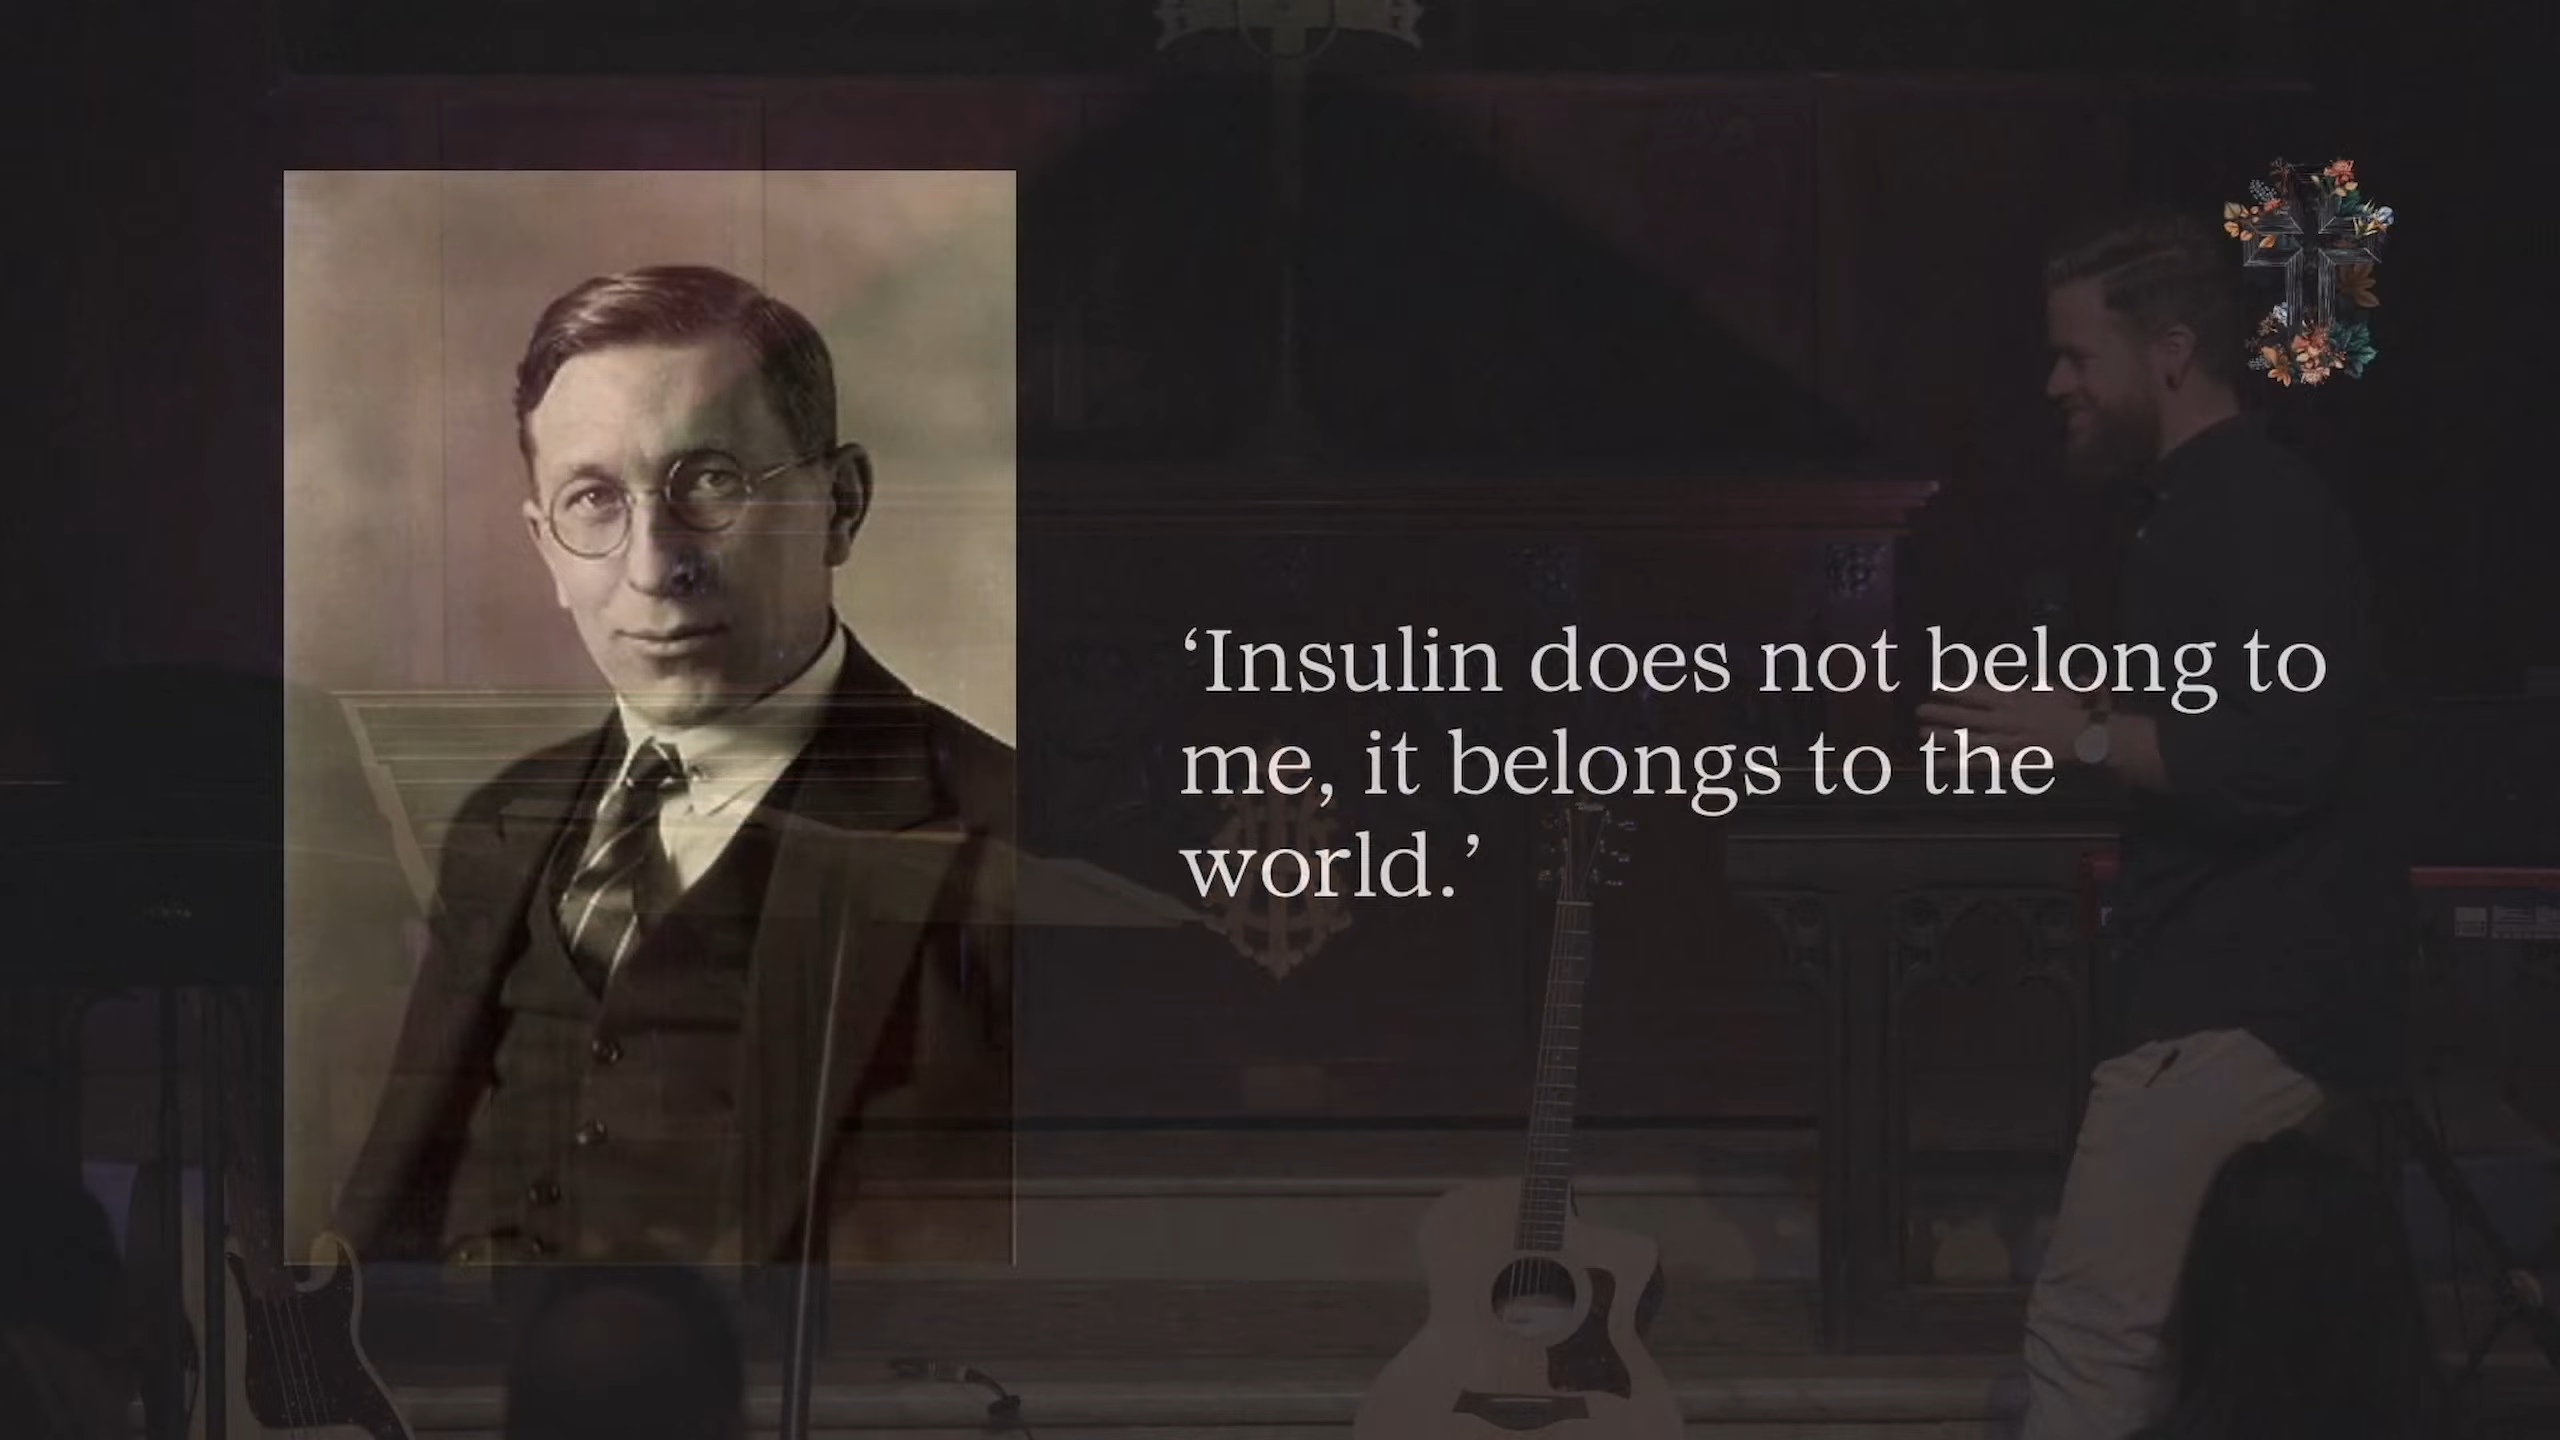 ‘Insulin does not belong to
me, it belongs to the
world.’